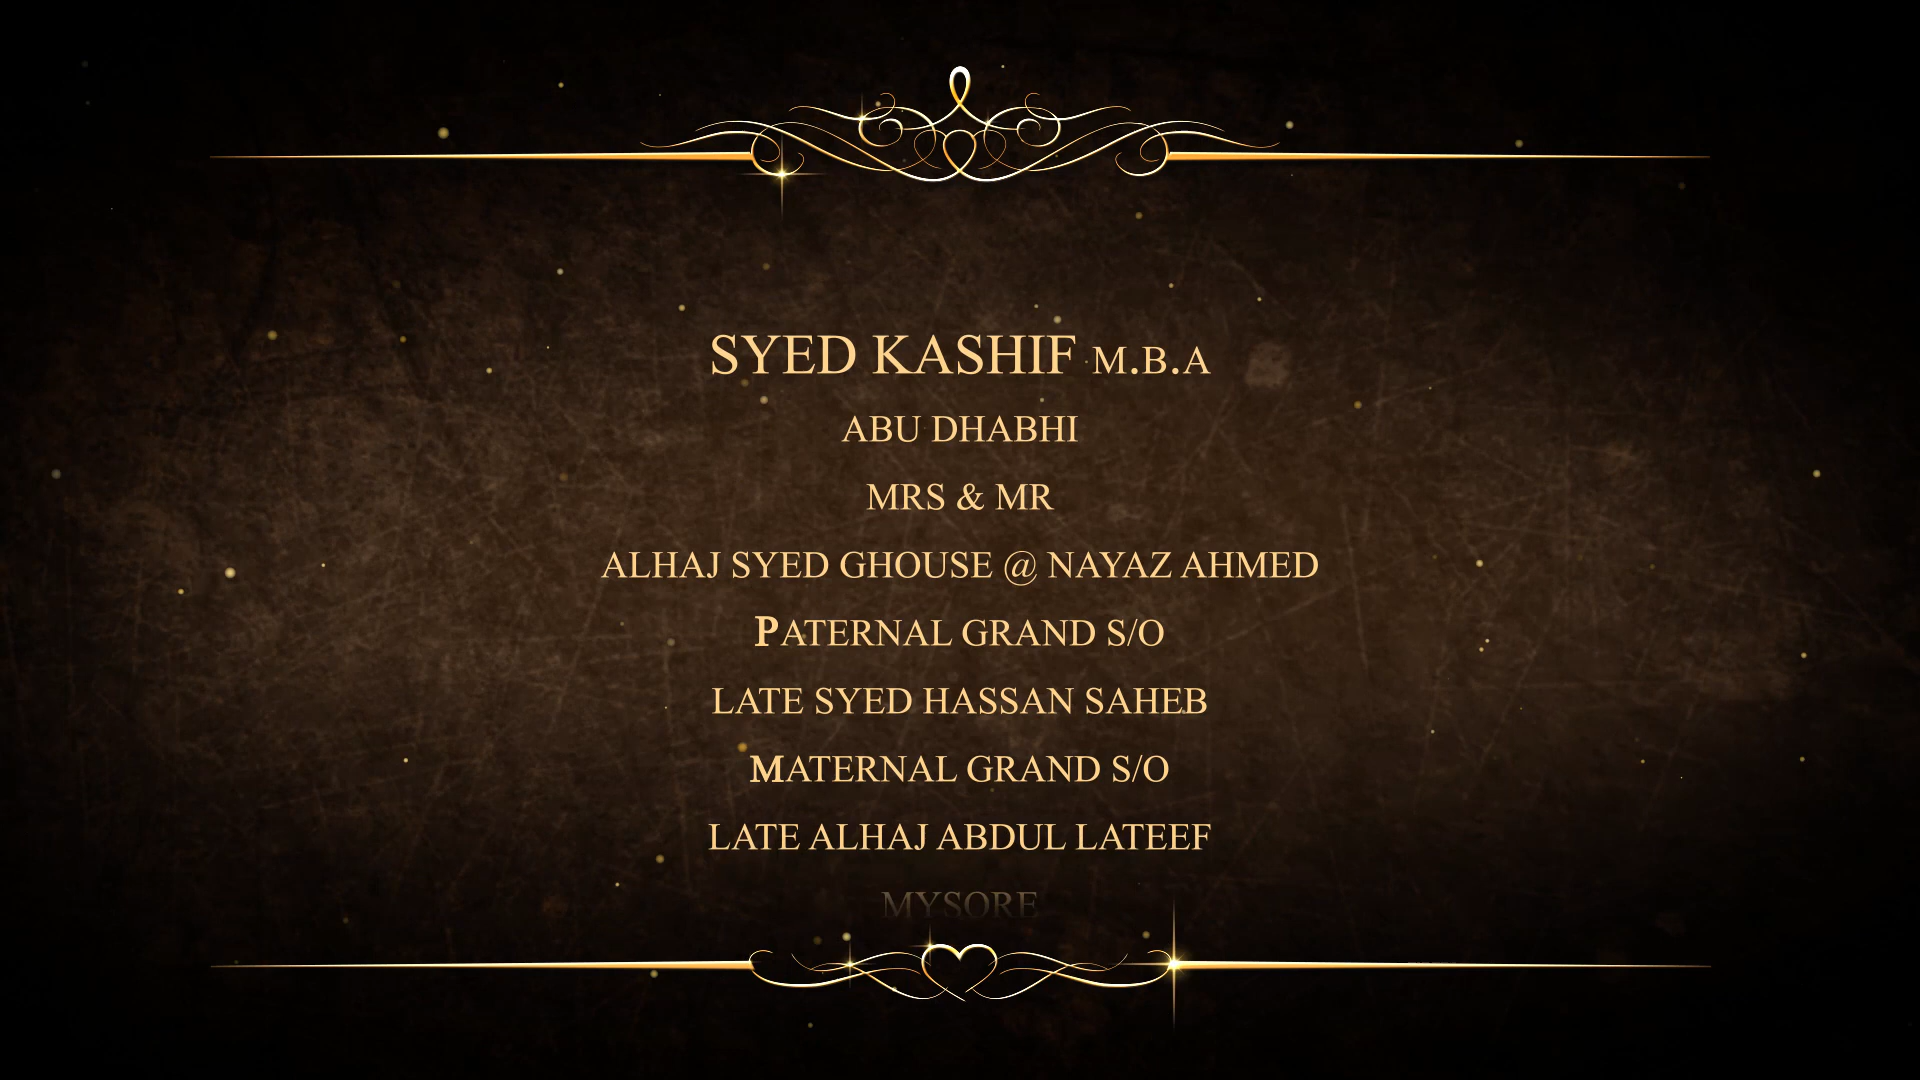 SYED KASHIF M.B.A
ABU DHABHI
MRS & MR
ALHAJ SYED GHOUSE @ NAYAZ AHMED
PATERNAL GRAND S/O
LATE SYED HASSAN SAHEB
MATERNAL GRAND S/O
LATE ALHAJ ABDUL LATEEF
MYSORE